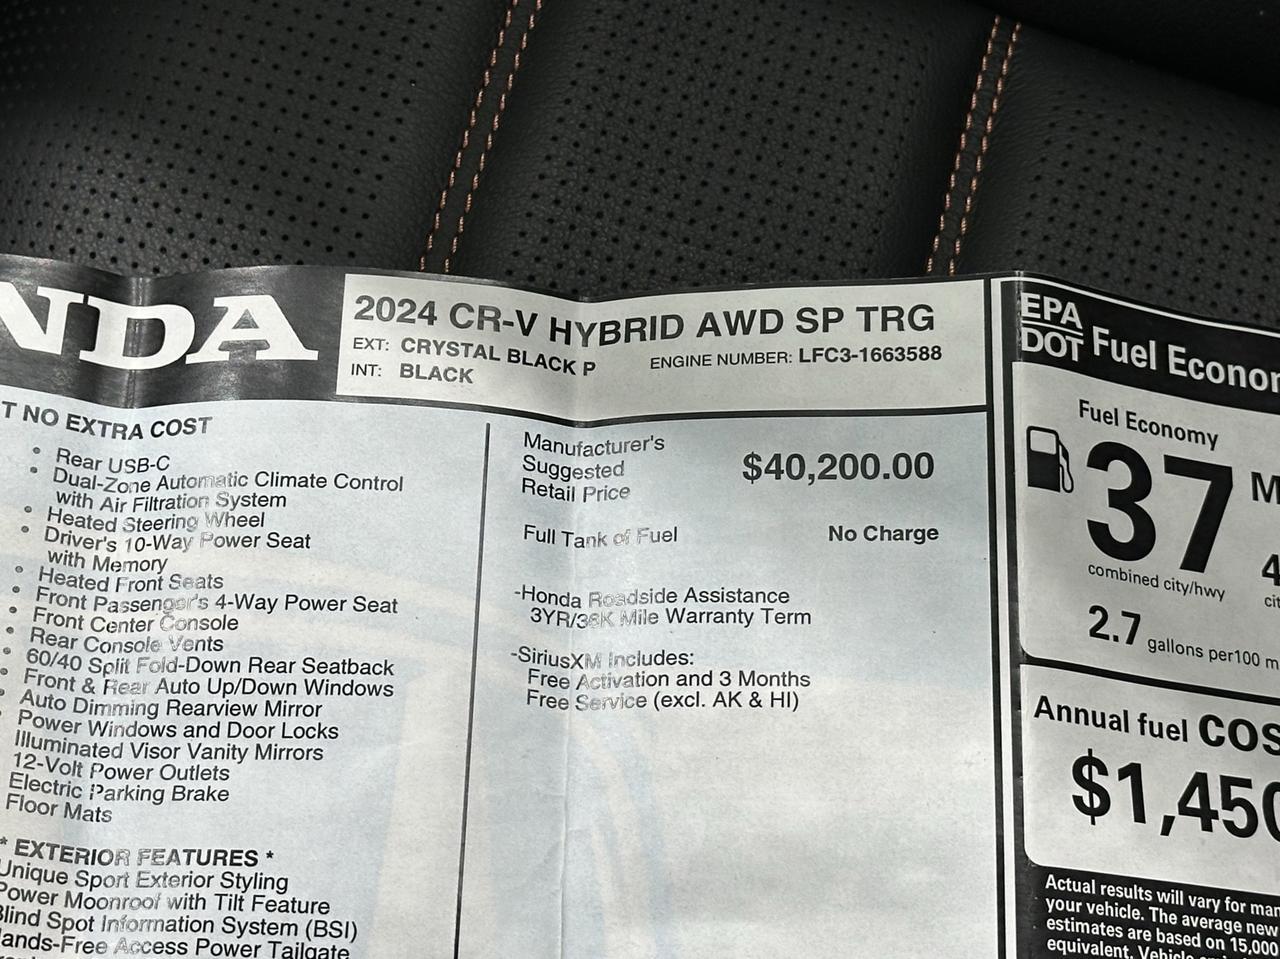 NDA
2024 CR-V HYBRID AWD SP TRG
EXT: CRYSTAL BLACK P
ENGINE NUMBER: LFC3-1663588
INT: BLACK
T NO EXTRA COST
• Rear USB-C
• Dual-Zone Automatic Climate Control
with Air Filtration System
• Heated Steering Wheel
• Driver's 10-Way Power Seat
with Memory
• Heated Front Seats
• Front Passenger's 4-Way Power Seat
• Front Center Console
• Rear Console Vents
• 60/40 Split Fold-Down Rear Seatback
• Front & Rear Auto Up/Down Windows
• Auto Dimming Rearview Mirror
• Power Windows and Door Locks
Illuminated Visor Vanity Mirrors
12-Volt Power Outlets
Electric Parking Brake
Floor Mats
* EXTERIOR FEATURES *
Unique Sport Exterior Styling
Power Moonroof with Tilt Feature
Blind Spot Information System (BSI)
Hands-Free Access Power Tailgate
Manufacturer's
Suggested
Retail Price
$40,200.00
Full Tank of Fuel
No Charge
-Honda Roadside Assistance
3YR/36K Mile Warranty Term
-SiriusXM Includes:
Free Activation and 3 Months
Free Service (excl. AK & HI)
EPA
DOT
Fuel Econom
Fuel Economy
37
M
combined city/hwy
4
cit
2.7 gallons per 100 m
Annual fuel COS
$1,450
Actual results will vary for man
your vehicle. The average new
estimates are based on 15,000
equivalent.